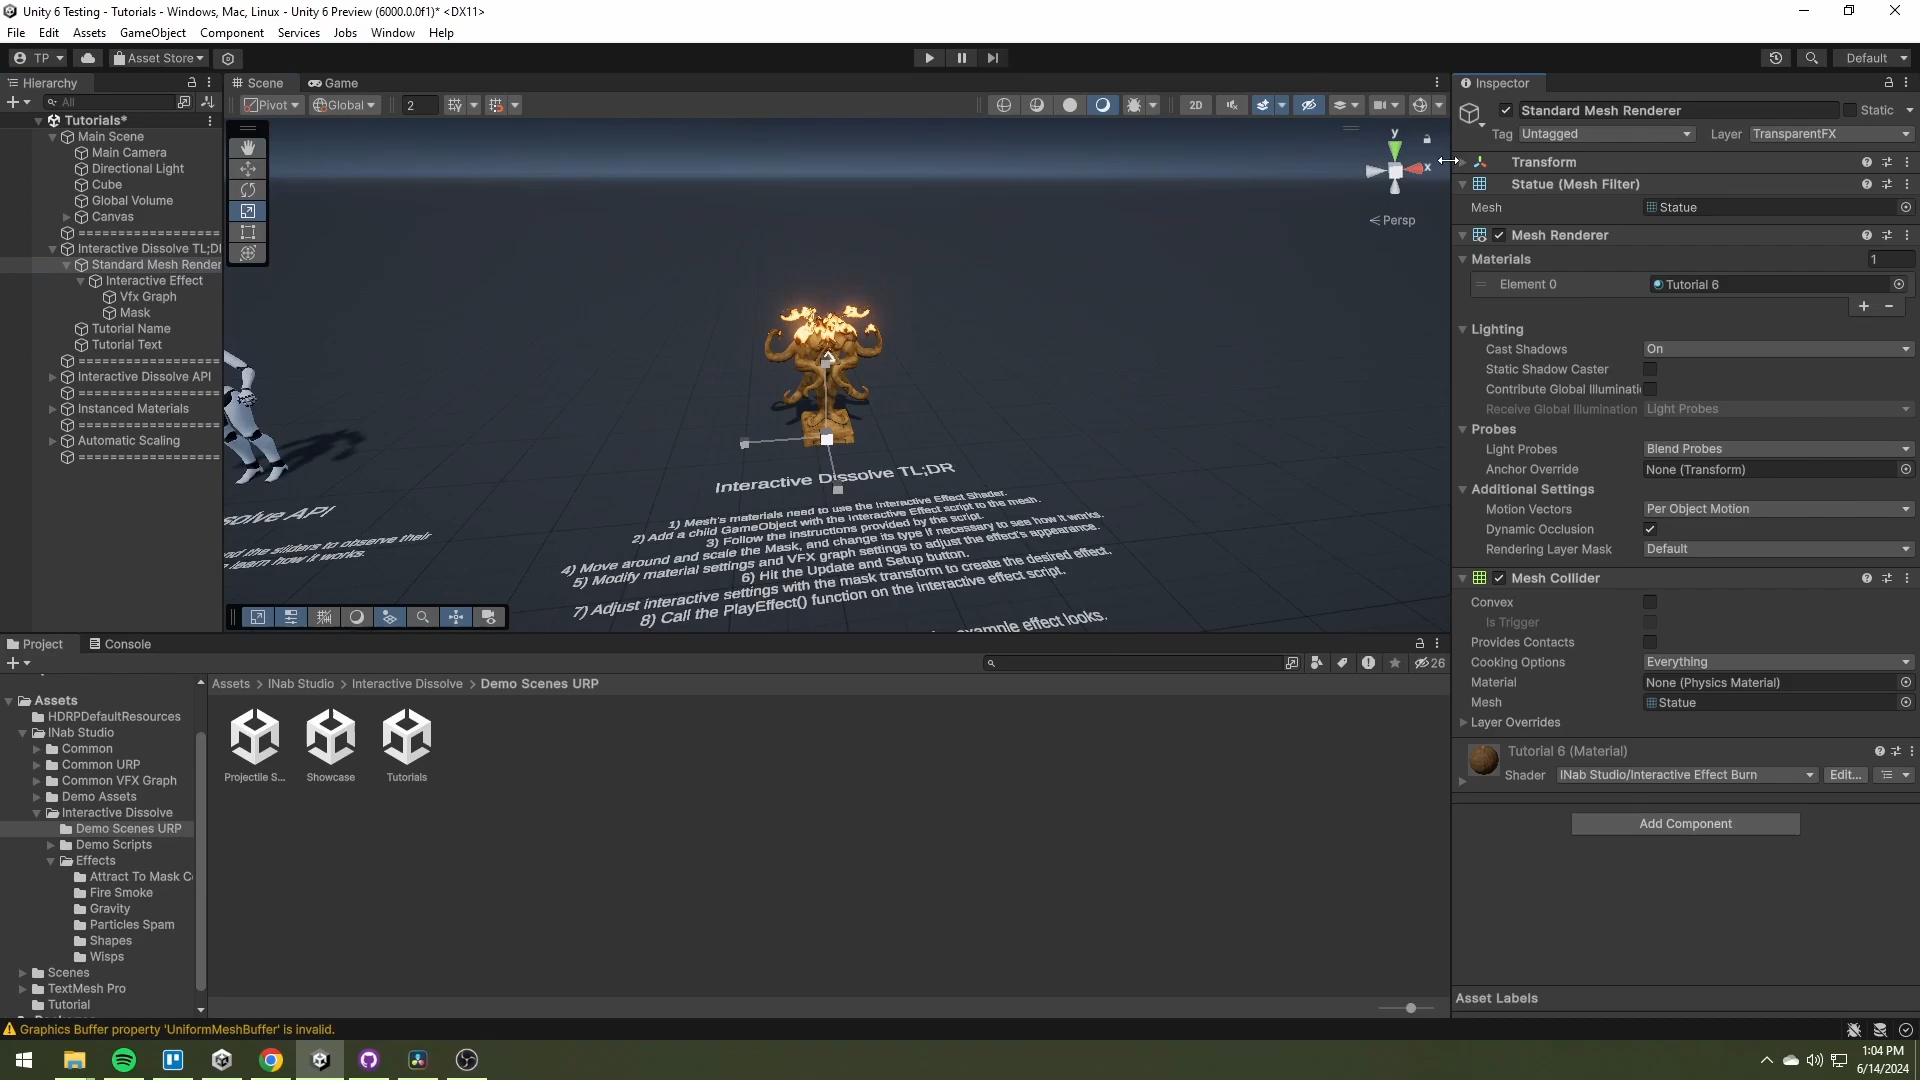 Unity 6 Testing - Tutorials - Windows, Mac, Linux - Unity 6 Preview (6000.0.0f1)* <DX11>
File Edit Assets GameObject Component Services Jobs Window Help
TP Asset Store Default
Hierarchy
All
Tutorials*
Main Scene
Main Camera
Directional Light
Cube
Global Volume
Canvas
====================
Interactive Dissolve TL;D
Standard Mesh Render
Interactive Effect
Vfx Graph
Mask
Tutorial Name
Tutorial Text
====================
Interactive Dissolve API
====================
Instanced Materials
====================
Automatic Scaling
====================
Scene Game
Pivot Global 2 2D
y
x
Persp
Interactive Dissolve TL;DR
1) Mesh's materials need to use the Interactive Effect Shader.
2) Add a child GameObject with the interactive Effect script to the mesh.
3) Follow the instructions provided by the script.
4) Move around and scale the Mask, and change its type if necessary to see how it works.
5) Modify material settings and VFX graph settings to adjust the effect's appearance.
6) Hit the Update and Setup button.
7) Adjust interactive settings with the mask transform to create the desired effect.
8) Call the PlayEffect() function on the interactive effect script.
example effect looks.
solve API
nd the sliders to observe their
learn how it works.
Inspector
Standard Mesh Renderer Static
Tag Untagged Layer TransparentFX
Transform
Statue (Mesh Filter)
Mesh Statue
Mesh Renderer
Materials 1
Element 0 Tutorial 6
Lighting
Cast Shadows On
Static Shadow Caster
Contribute Global Illuminati
Receive Global Illumination Light Probes
Probes
Light Probes Blend Probes
Anchor Override None (Transform)
Additional Settings
Motion Vectors Per Object Motion
Dynamic Occlusion
Rendering Layer Mask Default
Mesh Collider
Convex
Is Trigger
Provides Contacts
Cooking Options Everything
Material None (Physics Material)
Mesh Statue
Layer Overrides
Tutorial 6 (Material)
Shader INab Studio/Interactive Effect Burn Edit...
Add Component
Asset Labels
Project Console
26
Assets
HDRPDefaultResources
INab Studio
Common
Common URP
Common VFX Graph
Demo Assets
Interactive Dissolve
Demo Scenes URP
Demo Scripts
Effects
Attract To Mask C
Fire Smoke
Gravity
Particles Spam
Shapes
Wisps
Scenes
TextMesh Pro
Tutorial
Assets > INab Studio > Interactive Dissolve > Demo Scenes URP
Projectile S... Showcase Tutorials
Graphics Buffer property 'UniformMeshBuffer' is invalid.
1:04 PM
6/14/2024